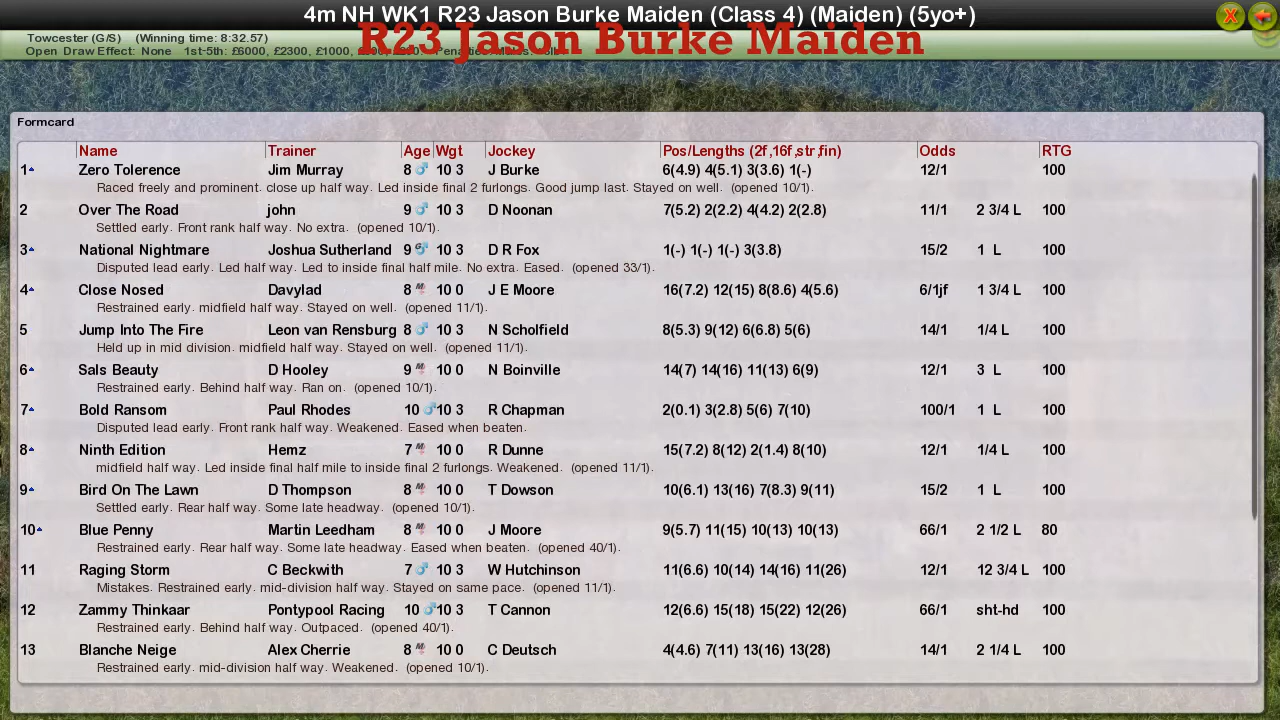 4m NH WK1 R23 Jason Burke Maiden (Class 4) (Maiden) (5yo+)
R23 Jason Burke Maiden
Towcester (G/S) (Winning time: 8:32.57)
Open Draw Effect: None 1st-5th: £6000, £2300, £1000,
Formcard
Name Trainer Age Wgt Jockey Pos/Lengths (2f,16f,str,fin) Odds RTG
1 Zero Tolerence Jim Murray 8 10 3 J Burke 6(4.9) 4(5.1) 3(3.6) 1(-) 12/1 100
Raced freely and prominent. close up half way. Led inside final 2 furlongs. Good jump last. Stayed on well. (opened 10/1).
2 Over The Road john 9 10 3 D Noonan 7(5.2) 2(2.2) 4(4.2) 2(2.8) 11/1 2 3/4 L 100
Settled early. Front rank half way. No extra. (opened 10/1).
3 National Nightmare Joshua Sutherland 9 10 3 D R Fox 1(-) 1(-) 1(-) 3(3.8) 15/2 1 L 100
Disputed lead early. Led half way. Led to inside final half mile. No extra. Eased. (opened 33/1).
4 Close Nosed Davylad 8 10 0 J E Moore 16(7.2) 12(15) 8(8.6) 4(5.6) 6/1jf 1 3/4 L 100
Restrained early. midfield half way. Stayed on well. (opened 11/1).
5 Jump Into The Fire Leon van Rensburg 8 10 3 N Scholfield 8(5.3) 9(12) 6(6.8) 5(6) 14/1 1/4 L 100
Held up in mid division. midfield half way. Stayed on well. (opened 11/1).
6 Sals Beauty D Hooley 9 10 0 N Boinville 14(7) 14(16) 11(13) 6(9) 12/1 3 L 100
Restrained early. Behind half way. Ran on. (opened 10/1).
7 Bold Ransom Paul Rhodes 10 10 3 R Chapman 2(0.1) 3(2.8) 5(6) 7(10) 100/1 1 L 100
Disputed lead early. Front rank half way. Weakened. Eased when beaten.
8 Ninth Edition Hemz 7 10 0 R Dunne 15(7.2) 8(12) 2(1.4) 8(10) 12/1 1/4 L 100
midfield half way. Led inside final half mile to inside final 2 furlongs. Weakened. (opened 11/1).
9 Bird On The Lawn D Thompson 8 10 0 T Dowson 10(6.1) 13(16) 7(8.3) 9(11) 15/2 1 L 100
Settled early. Rear half way. Some late headway. (opened 10/1).
10 Blue Penny Martin Leedham 8 10 0 J Moore 9(5.7) 11(15) 10(13) 10(13) 66/1 2 1/2 L 80
Restrained early. Rear half way. Some late headway. Eased when beaten. (opened 40/1).
11 Raging Storm C Beckwith 7 10 3 W Hutchinson 11(6.6) 10(14) 14(16) 11(26) 12/1 12 3/4 L 100
Mistakes. Restrained early. mid-division half way. Stayed on same pace. (opened 11/1).
12 Zammy Thinkaar Pontypool Racing 10 10 3 T Cannon 12(6.6) 15(18) 15(22) 12(26) 66/1 sht-hd 100
Restrained early. Behind half way. Outpaced. (opened 40/1).
13 Blanche Neige Alex Cherrie 8 10 0 C Deutsch 4(4.6) 7(11) 13(16) 13(28) 14/1 2 1/4 L 100
Restrained early. mid-division half way. Weakened. (opened 10/1).